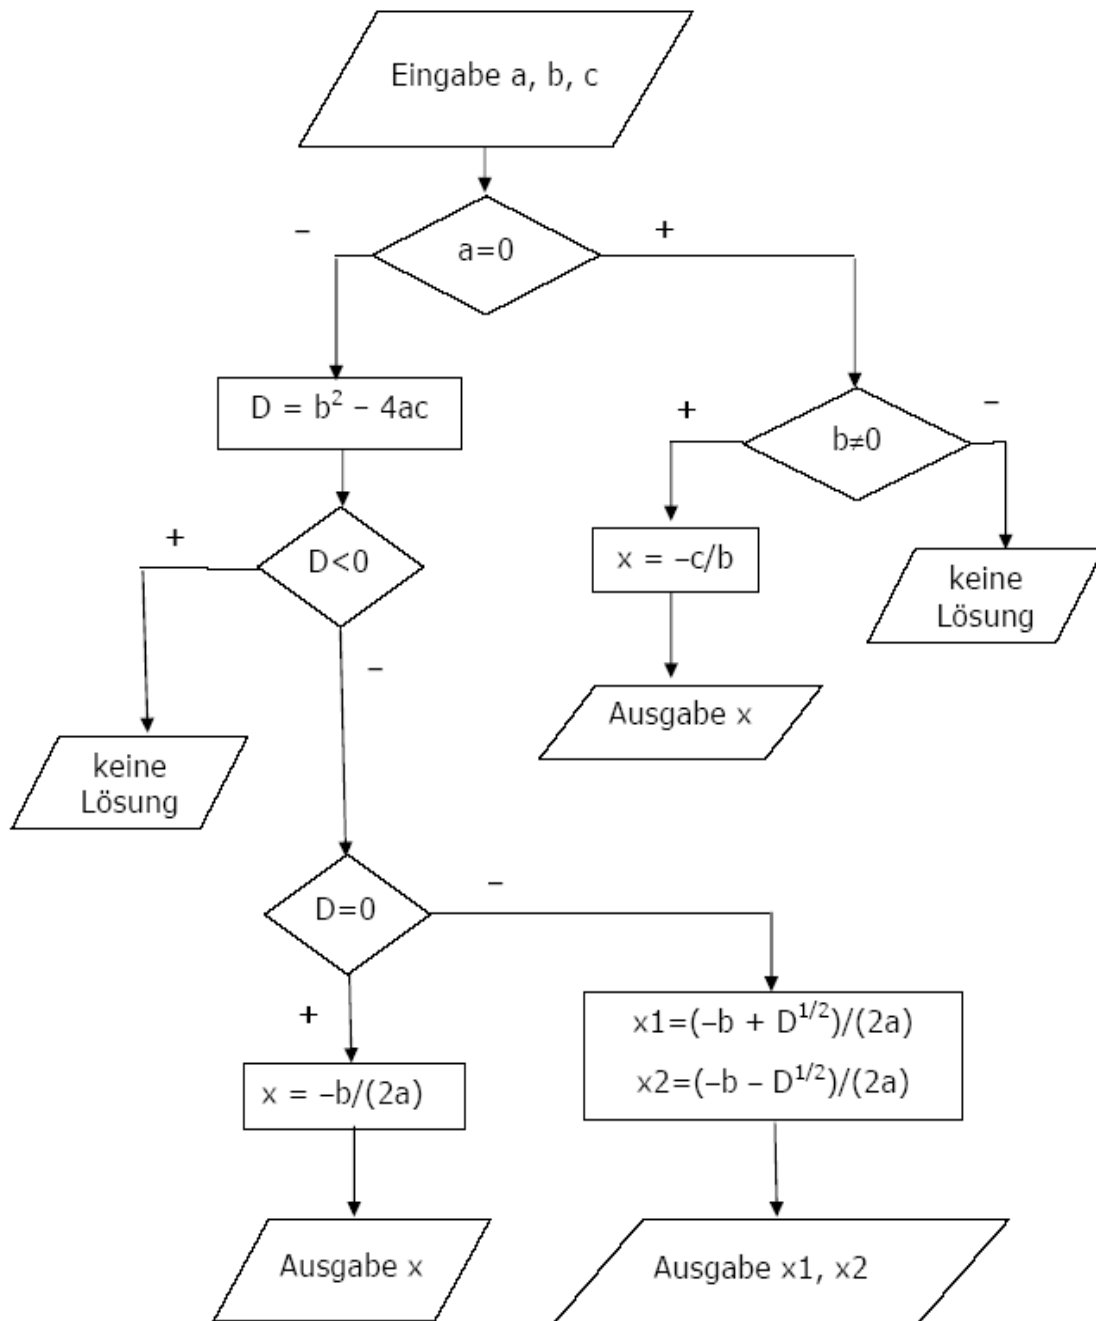 Eingabe a, b, c
a=0
–
+
D = b² – 4ac
b≠0
+
–
D<0
+
–
x = –c/b
keine
Lösung
Ausgabe x
keine
Lösung
D=0
–
+
x1=(–b + D^{1/2})/(2a)
x2=(–b – D^{1/2})/(2a)
x = –b/(2a)
Ausgabe x
Ausgabe x1, x2